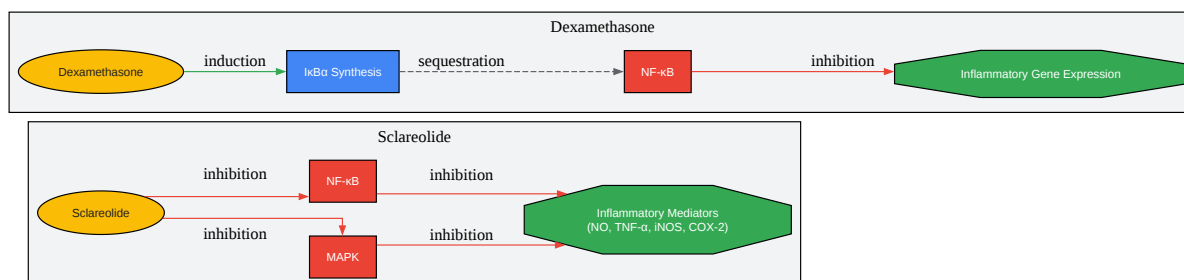 Dexamethasone
Dexamethasone
induction
IκBα Synthesis
sequestration
NF-κB
inhibition
Inflammatory Gene Expression
Sclareolide
Sclareolide
inhibition
NF-κB
inhibition
inhibition
MAPK
inhibition
Inflammatory Mediators
(NO, TNF-α, iNOS, COX-2)